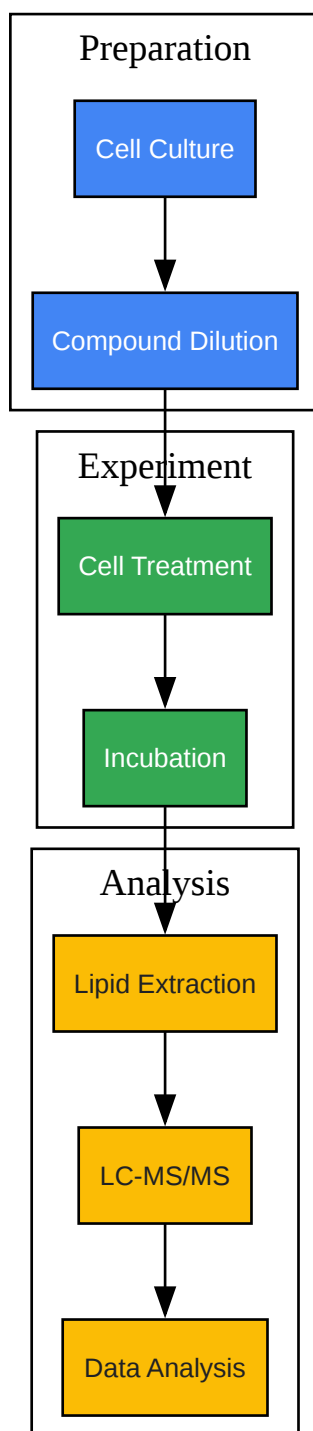 Preparation
Cell Culture
Compound Dilution
Experiment
Cell Treatment
Incubation
Analysis
Lipid Extraction
LC-MS/MS
Data Analysis